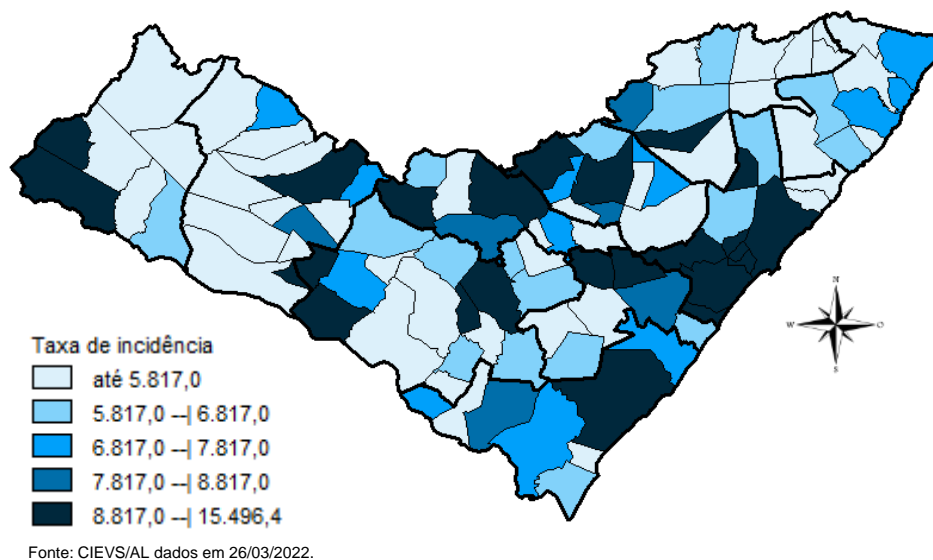 N
W
O
S
Taxa de incidência
até 5.817,0
5.817,0 --| 6.817,0
6.817,0 --| 7.817,0
7.817,0 --| 8.817,0
8.817,0 --| 15.496,4
Fonte: CIEVS/AL dados em 26/03/2022.